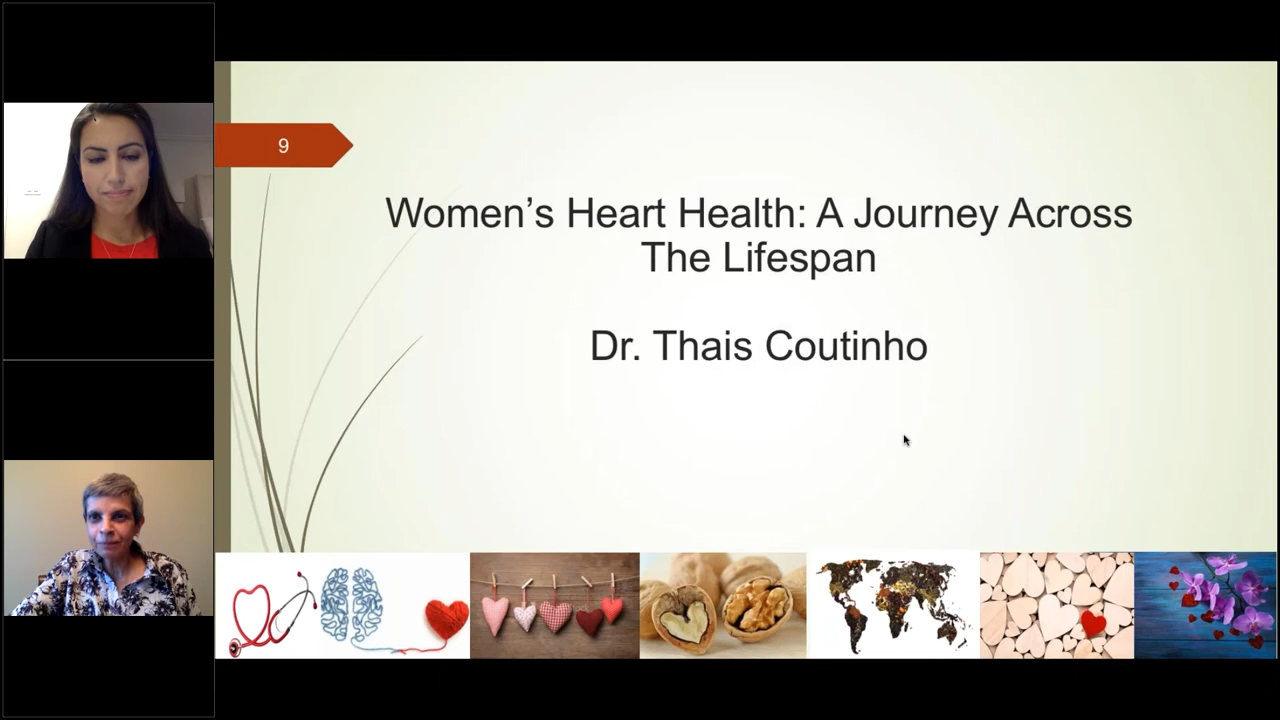 9
Women’s Heart Health: A Journey Across
The Lifespan
Dr. Thais Coutinho